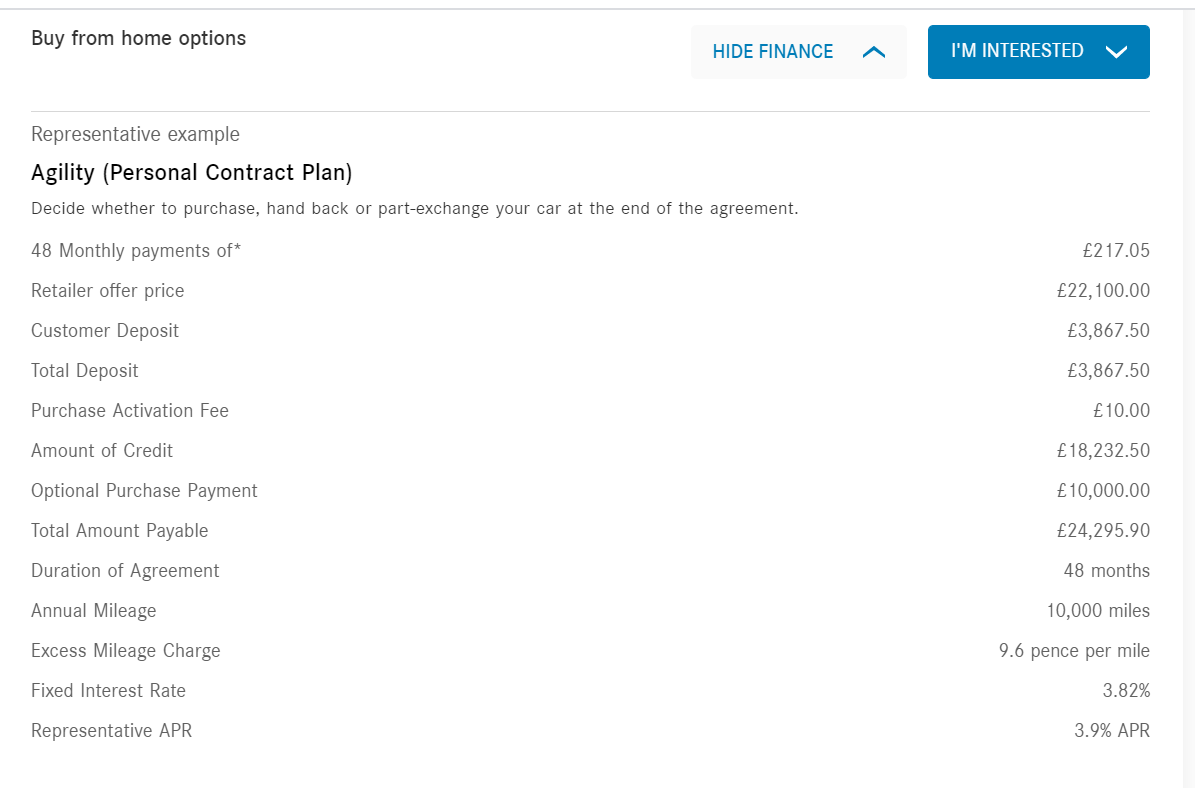 Buy from home options
HIDE FINANCE
I'M INTERESTED
Representative example
Agility (Personal Contract Plan)
Decide whether to purchase, hand back or part-exchange your car at the end of the agreement.
48 Monthly payments of* £217.05
Retailer offer price £22,100.00
Customer Deposit £3,867.50
Total Deposit £3,867.50
Purchase Activation Fee £10.00
Amount of Credit £18,232.50
Optional Purchase Payment £10,000.00
Total Amount Payable £24,295.90
Duration of Agreement 48 months
Annual Mileage 10,000 miles
Excess Mileage Charge 9.6 pence per mile
Fixed Interest Rate 3.82%
Representative APR 3.9% APR